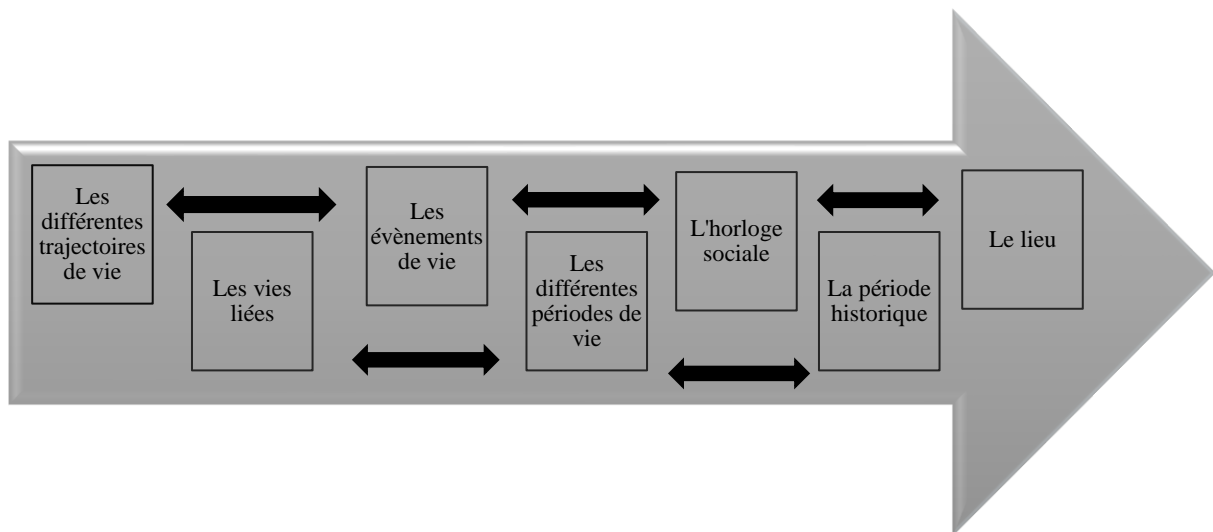 Les
différentes
trajectoires
de vie
Les vies
liées
Les
évènements
de vie
Les
différentes
périodes de
vie
L'horloge
sociale
La période
historique
Le lieu